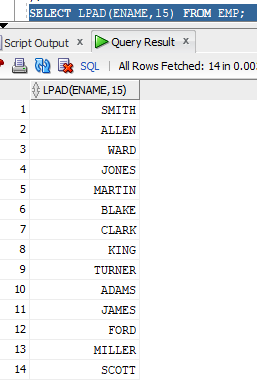 SELECT LPAD(ENAME,15) FROM EMP;
Script Output x Query Result x
SQL | All Rows Fetched: 14 in 0.003
LPAD(ENAME,15)
1 SMITH
2 ALLEN
3 WARD
4 JONES
5 MARTIN
6 BLAKE
7 CLARK
8 KING
9 TURNER
10 ADAMS
11 JAMES
12 FORD
13 MILLER
14 SCOTT